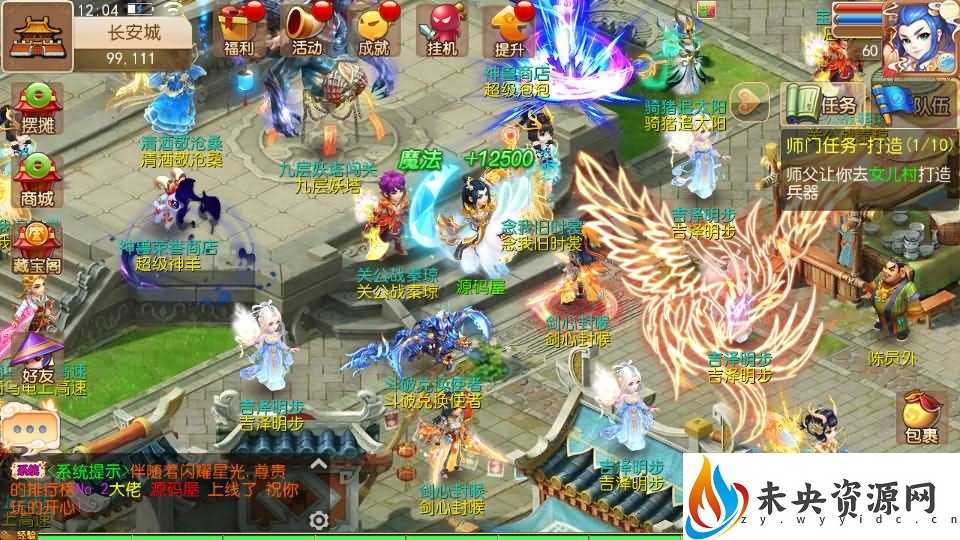 12:04
长安城
99,111
福利
活动
成就
挂机
提升
60
任务
队伍
师门任务-打造(1/10)
师父让你去女儿村打造
兵器
摆摊
商城
藏宝阁
好友
包裹
神兽商店
超级泡泡
骑猪追太阳
骑猪追太阳
清洒敬沧桑
清洒敬沧桑
九层妖塔闯关
九层妖塔
魔法 +12500
吉泽明步
吉泽明步
念我旧时裳
念我旧时裳
超级神羊
关公战秦琼
关公战秦琼
源码屋
剑心封喉
剑心封喉
吉泽明步
吉泽明步
陈员外
斗破兑换使者
斗破兑换使者
吉泽明步
吉泽明步
吉泽明步
吉泽明步
剑心封喉
剑心封喉
系统 <系统提示>伴随着闪耀星光,尊贵
的排行榜No.2大佬 源码屋 上线了,祝你
玩的开心!
上高速
经验
未央资源网
zy.wyyidc.cn